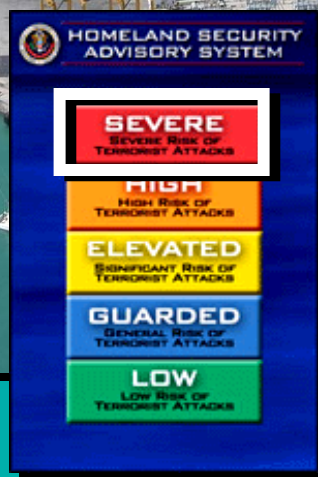 HOMELAND SECURITY
ADVISORY SYSTEM
SEVERE
SEVERE RISK OF
TERRORIST ATTACKS
HIGH
HIGH RISK OF
TERRORIST ATTACKS
ELEVATED
SIGNIFICANT RISK OF
TERRORIST ATTACKS
GUARDED
GENERAL RISK OF
TERRORIST ATTACKS
LOW
LOW RISK OF
TERRORIST ATTACKS